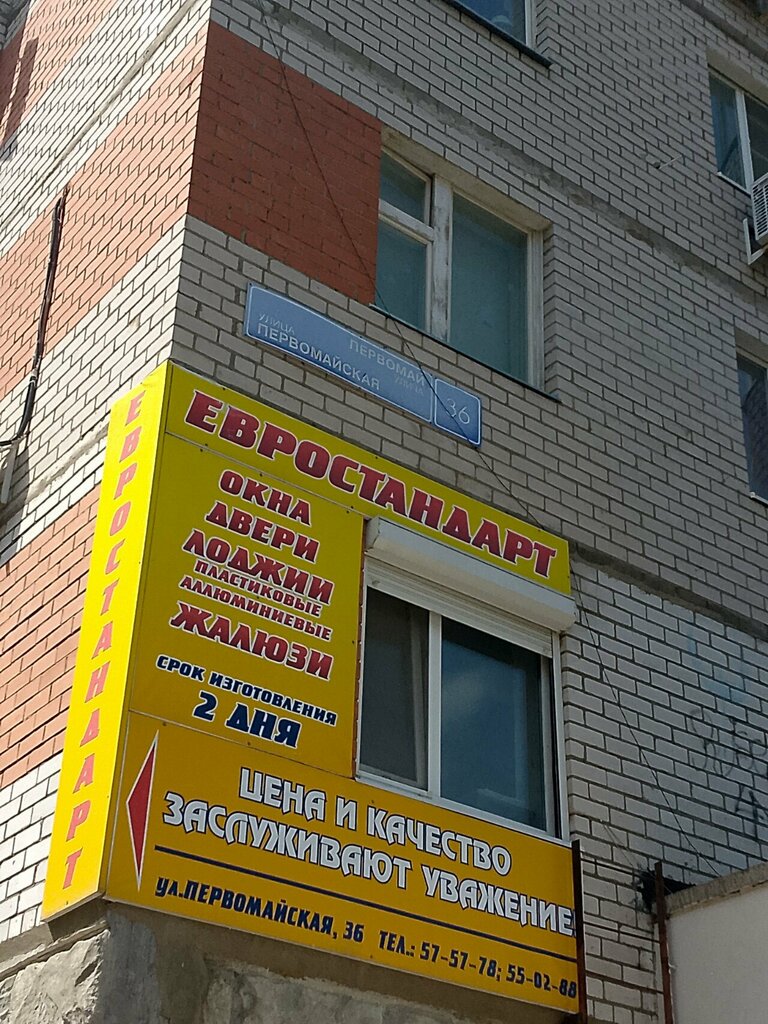 УЛИЦА
ПЕРВОМАЙСКАЯ
ПЕРВОМАЙ
УЛИЦА
36
ЕВРОСТАНДАРТ
ЕВРОСТАНДАРТ
ОКНА
ДВЕРИ
ЛОДЖИИ
ПЛАСТИКОВЫЕ
АЛЛЮМИНИЕВЫЕ
ЖАЛЮЗИ
СРОК ИЗГОТОВЛЕНИЯ
2 ДНЯ
ЦЕНА И КАЧЕСТВО
ЗАСЛУЖИВАЮТ УВАЖЕНИЕ
ул.ПЕРВОМАЙСКАЯ, 36 ТЕЛ.: 57-57-78; 55-02-88